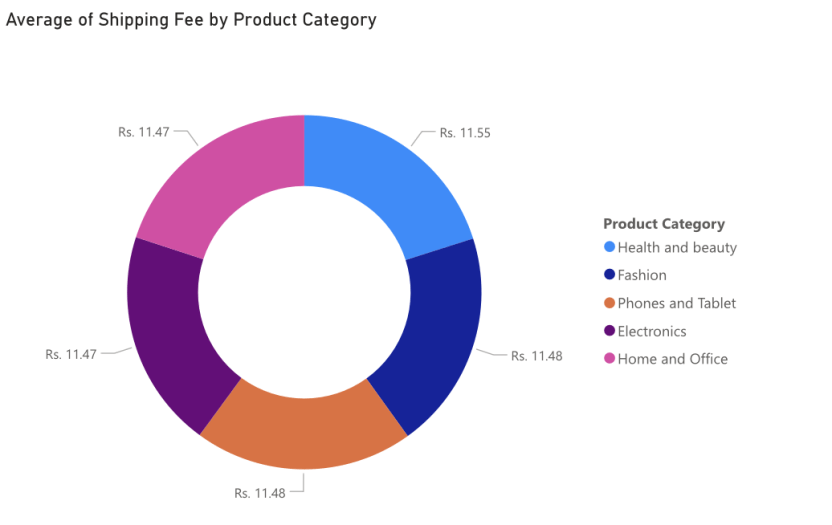 Average of Shipping Fee by Product Category
Rs. 11.47
Rs. 11.55
Product Category
Health and beauty
Fashion
Phones and Tablet
Electronics
Home and Office
Rs. 11.47
Rs. 11.48
Rs. 11.48